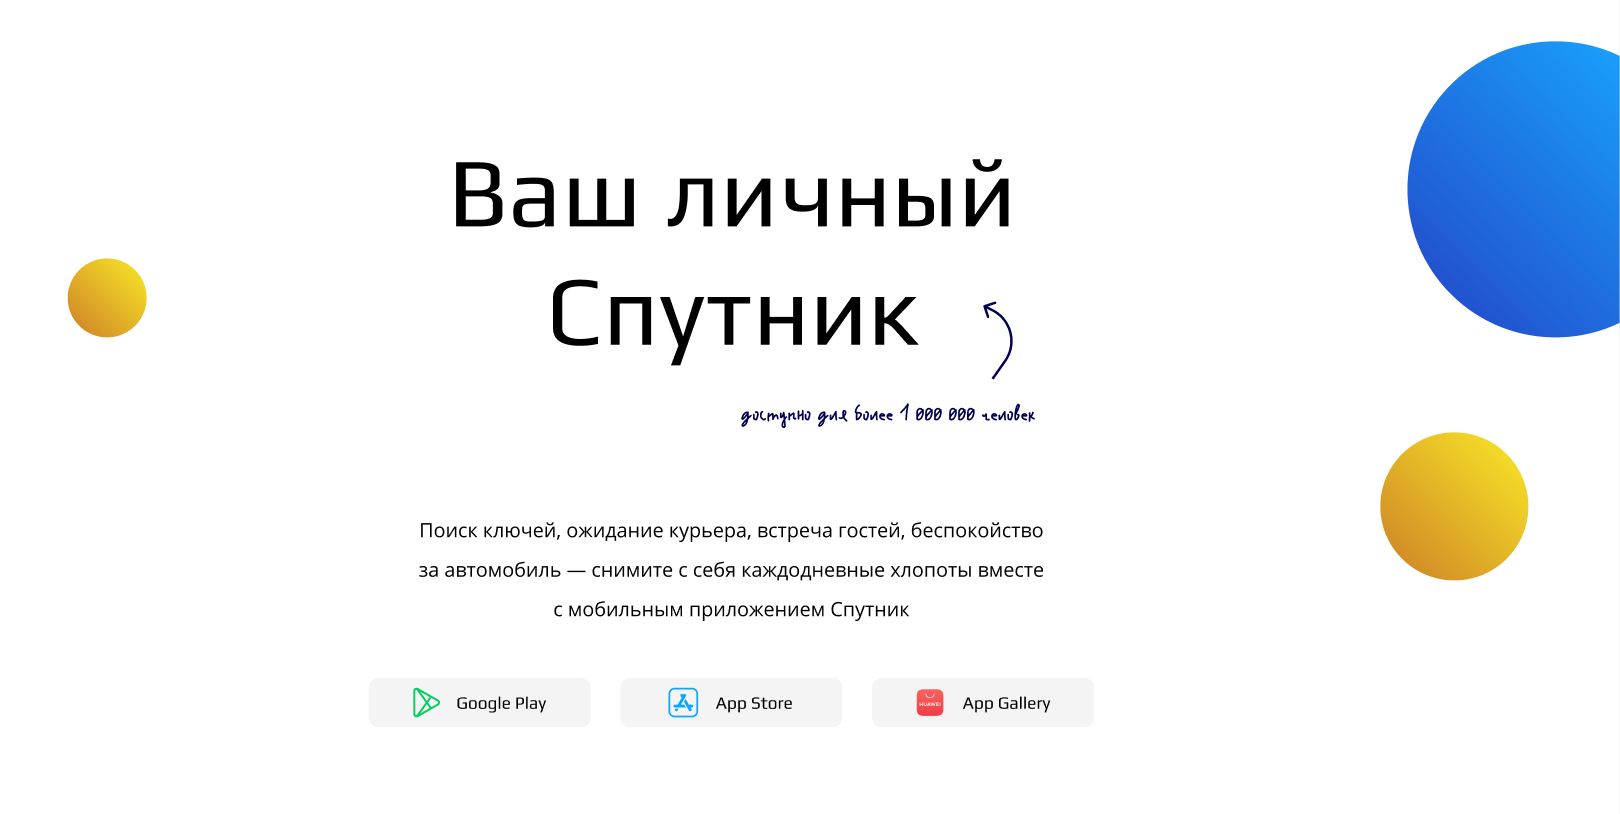 Ваш личный
Спутник
доступно для более 1 000 000 человек
Поиск ключей, ожидание курьера, встреча гостей, беспокойство
за автомобиль — снимите с себя каждодневные хлопоты вместе
с мобильным приложением Спутник
Google Play
App Store
HUAWEI
App Gallery